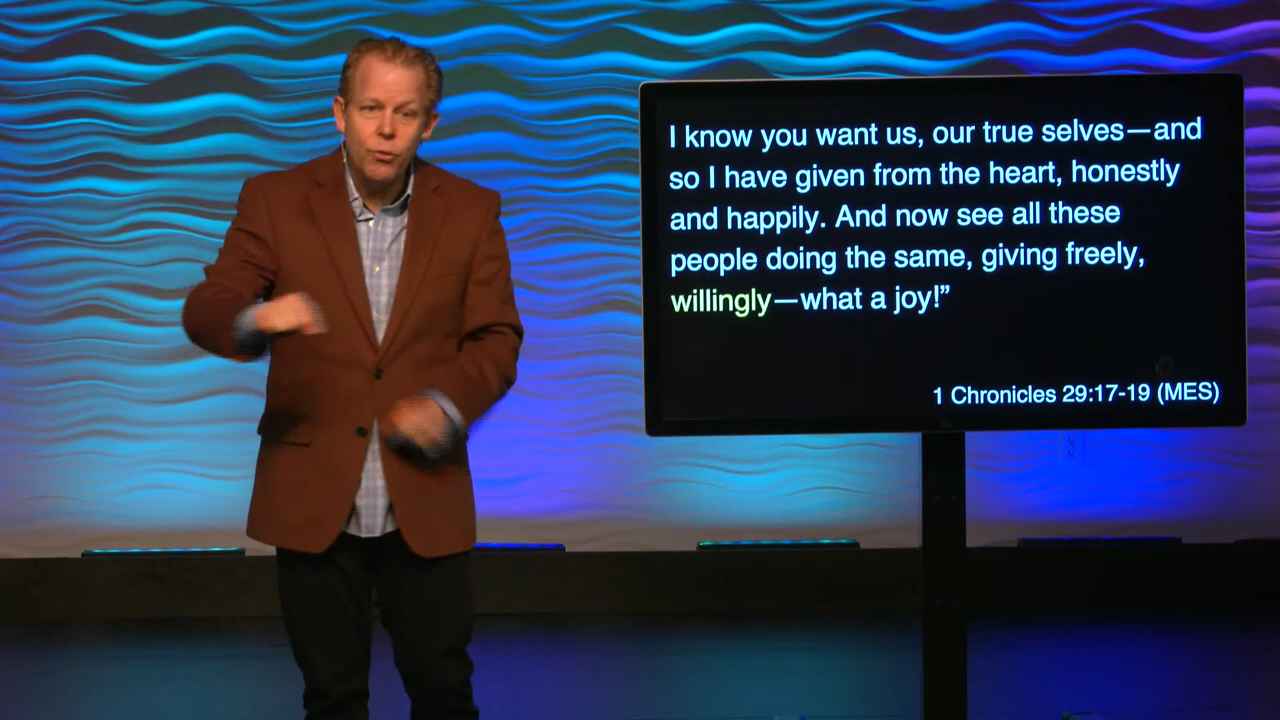 I know you want us, our true selves—and
so I have given from the heart, honestly
and happily. And now see all these
people doing the same, giving freely,
willingly—what a joy!”
1 Chronicles 29:17-19 (MES)